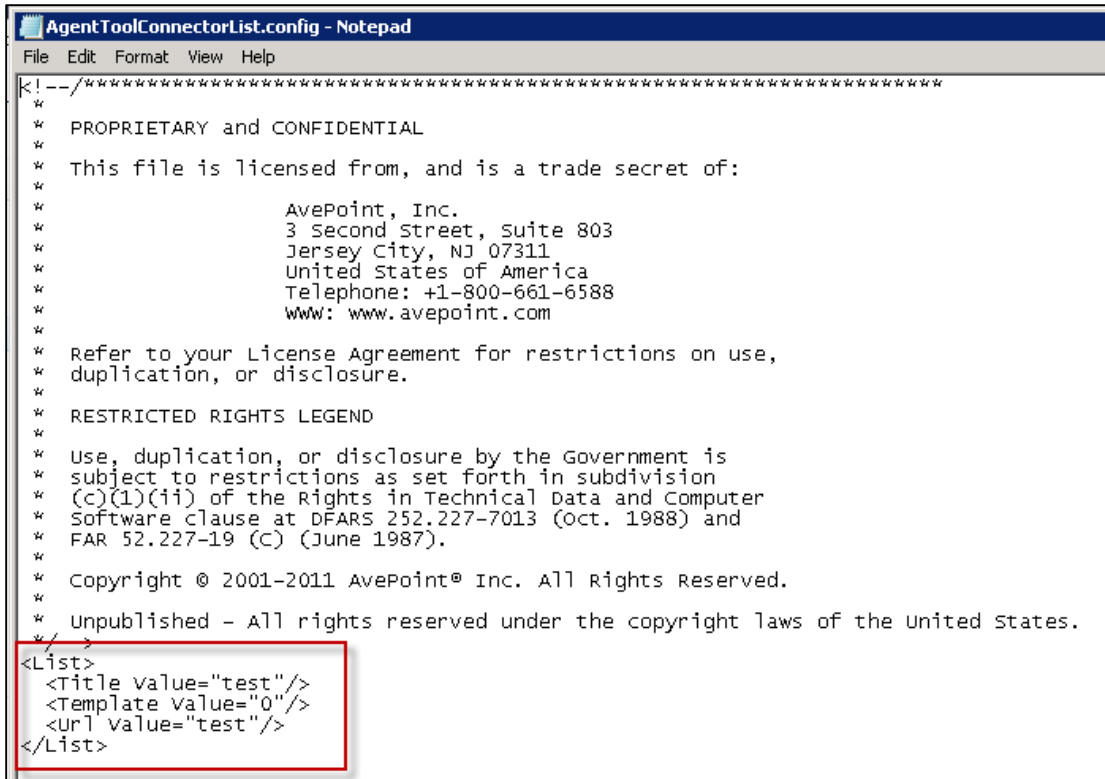 AgentToolConnectorList.config - Notepad
File Edit Format View Help
<!--/********************************************************************
*
* PROPRIETARY and CONFIDENTIAL
*
* This file is licensed from, and is a trade secret of:
*
* AvePoint, Inc.
* 3 Second Street, Suite 803
* Jersey City, NJ 07311
* United States of America
* Telephone: +1-800-661-6588
* WWW: www.avepoint.com
*
* Refer to your License Agreement for restrictions on use,
* duplication, or disclosure.
*
* RESTRICTED RIGHTS LEGEND
*
* Use, duplication, or disclosure by the Government is
* subject to restrictions as set forth in subdivision
* (c)(1)(ii) of the Rights in Technical Data and Computer
* Software clause at DFARS 252.227-7013 (Oct. 1988) and
* FAR 52.227-19 (C) (June 1987).
*
* Copyright © 2001-2011 AvePoint® Inc. All Rights Reserved.
*
* Unpublished - All rights reserved under the copyright laws of the United States.
*/-->
<List>
<Title Value="test"/>
<Template Value="0"/>
<Url Value="test"/>
</List>